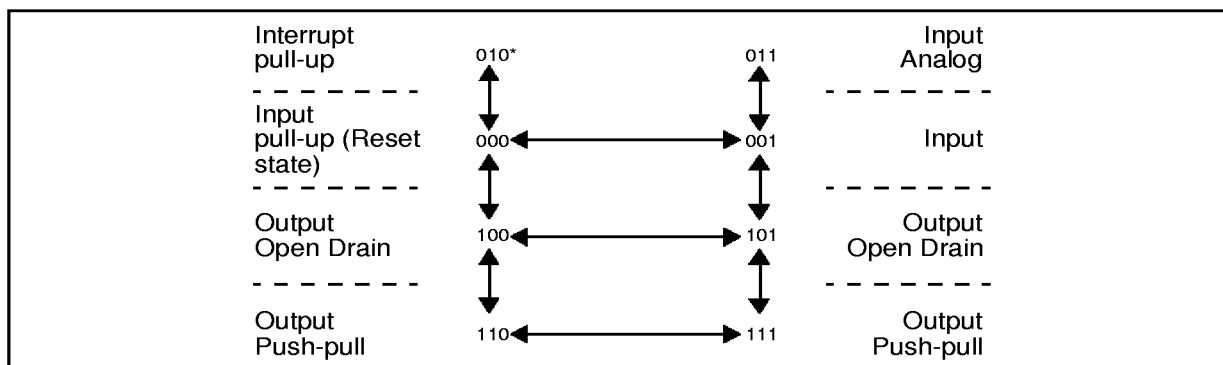 Interrupt
pull-up
010*
011
Input
Analog
Input
pull-up (Reset
state)
000
001
Input
Output
Open Drain
100
101
Output
Open Drain
Output
Push-pull
110
111
Output
Push-pull